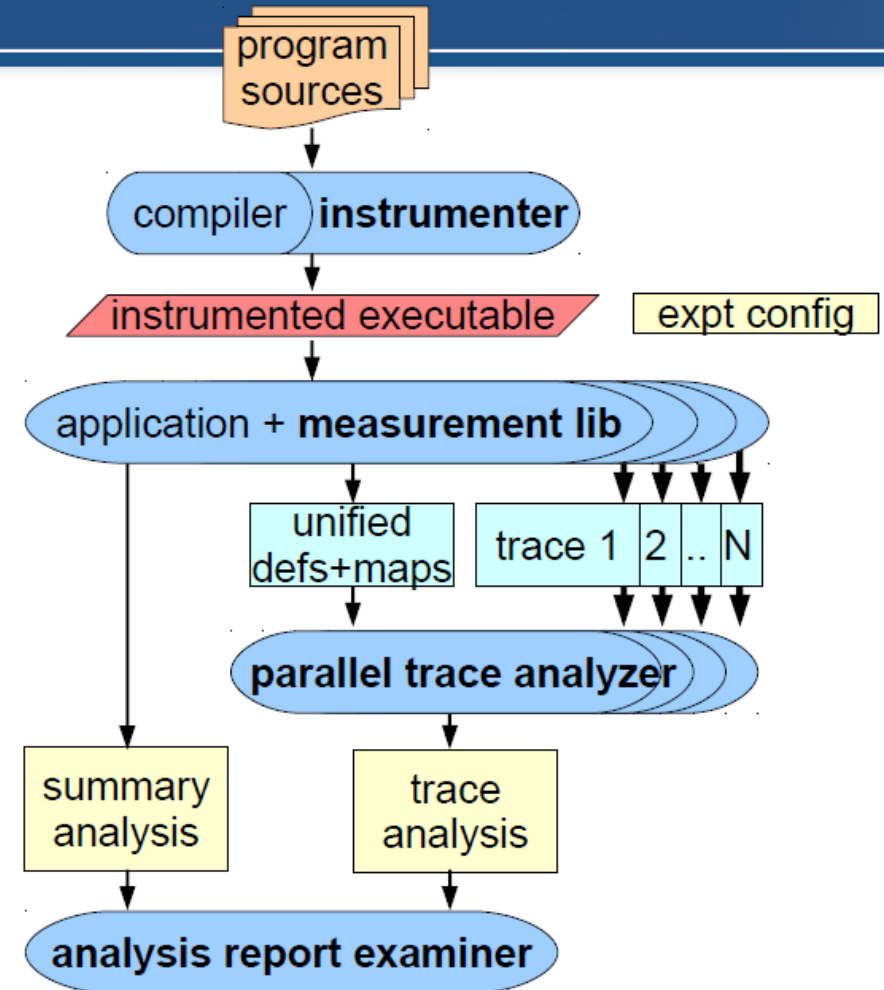 program
sources
compiler instrumenter
instrumented executable
expt config
application + measurement lib
unified
defs+maps
trace 1 2 .. N
parallel trace analyzer
summary
analysis
trace
analysis
analysis report examiner